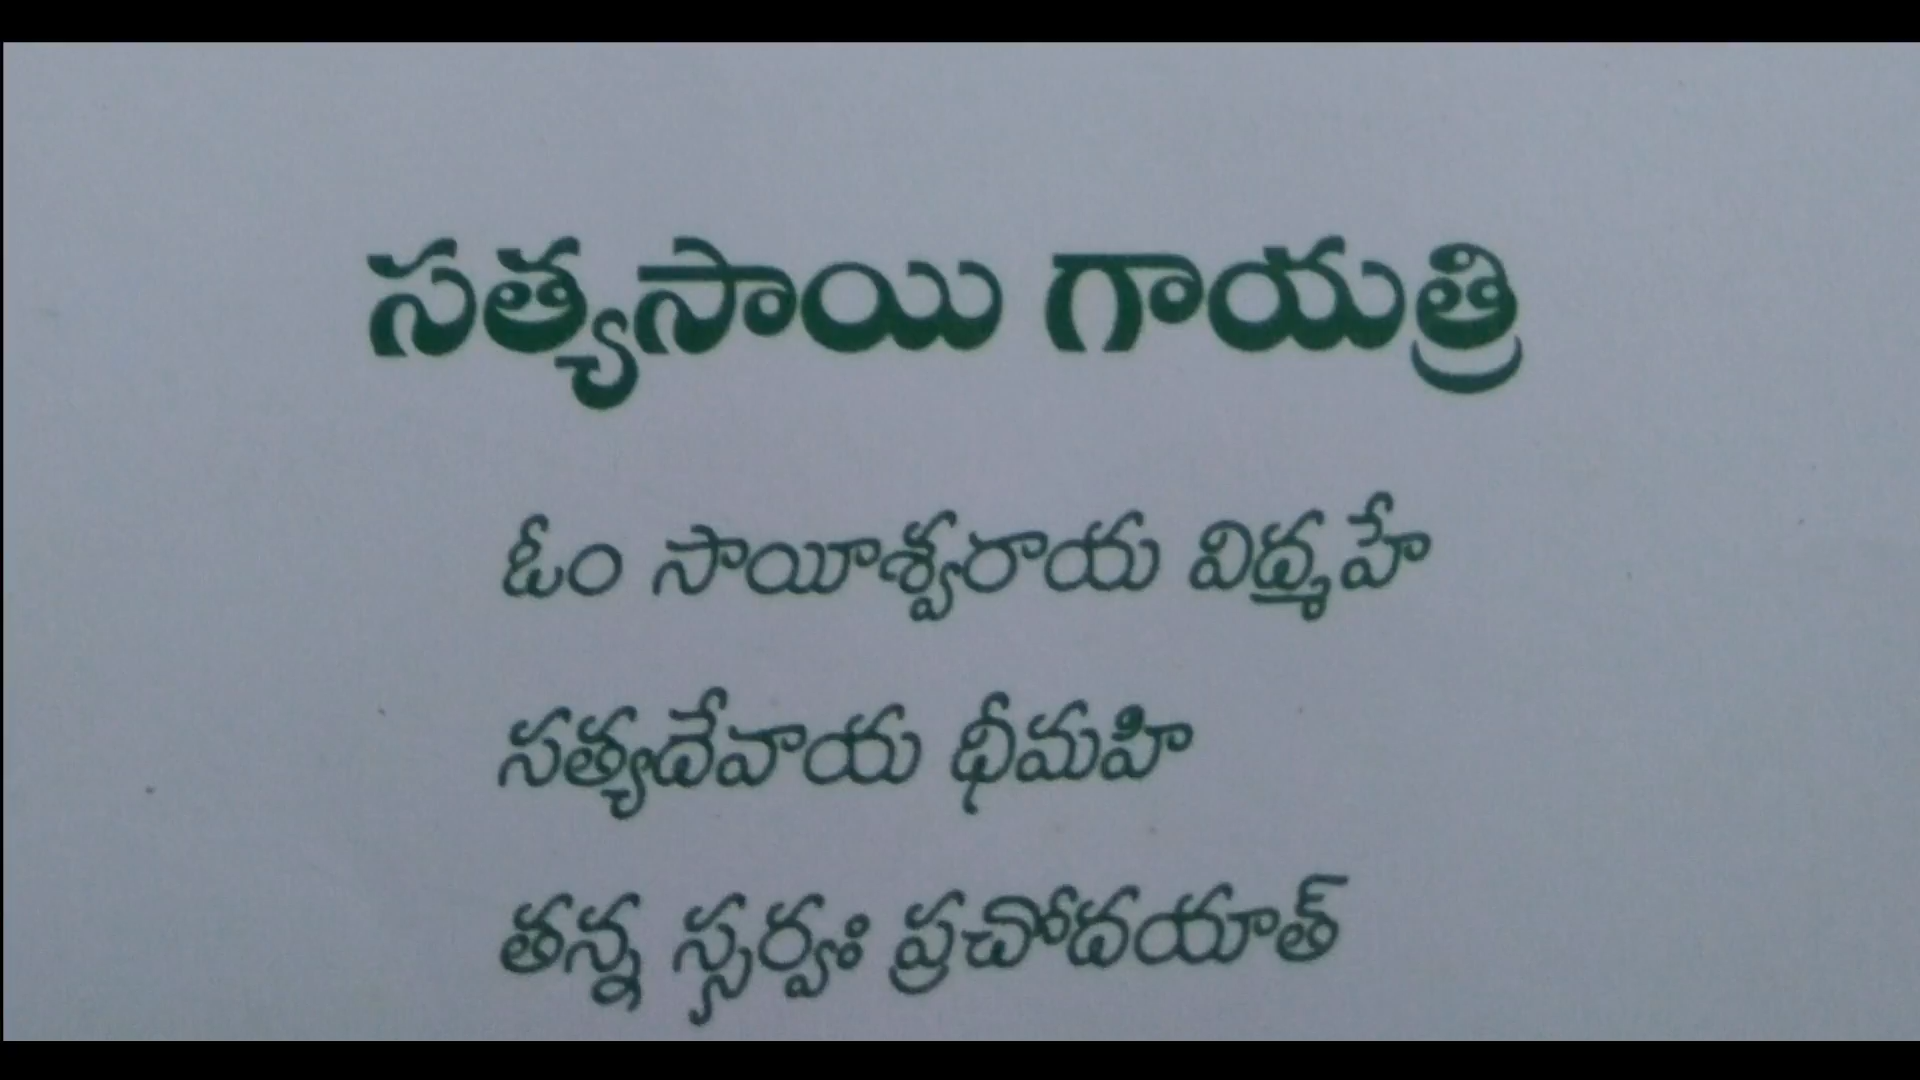 సత్యసాయి గాయత్రి
ఓం సాయీశ్వరాయ విద్మహే
సత్యదేవాయ ధీమహి
తన్న స్సర్వః ప్రచోదయాత్